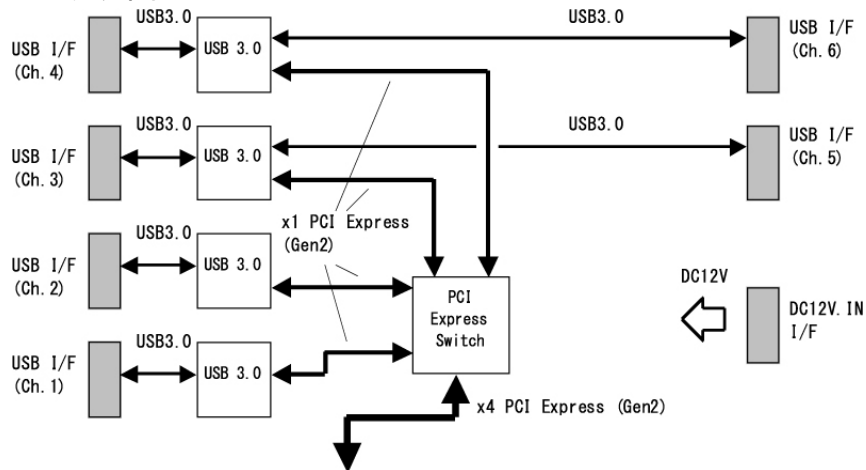 USB3.0
USB I/F
(Ch. 4)
USB 3.0
USB3.0
USB I/F
(Ch. 6)
USB3.0
USB I/F
(Ch. 3)
USB 3.0
USB3.0
USB I/F
(Ch. 5)
x1 PCI Express
(Gen2)
USB3.0
USB I/F
(Ch. 2)
USB 3.0
PCI
Express
Switch
DC12V
DC12V. IN
I/F
USB3.0
USB I/F
(Ch. 1)
USB 3.0
x4 PCI Express (Gen2)